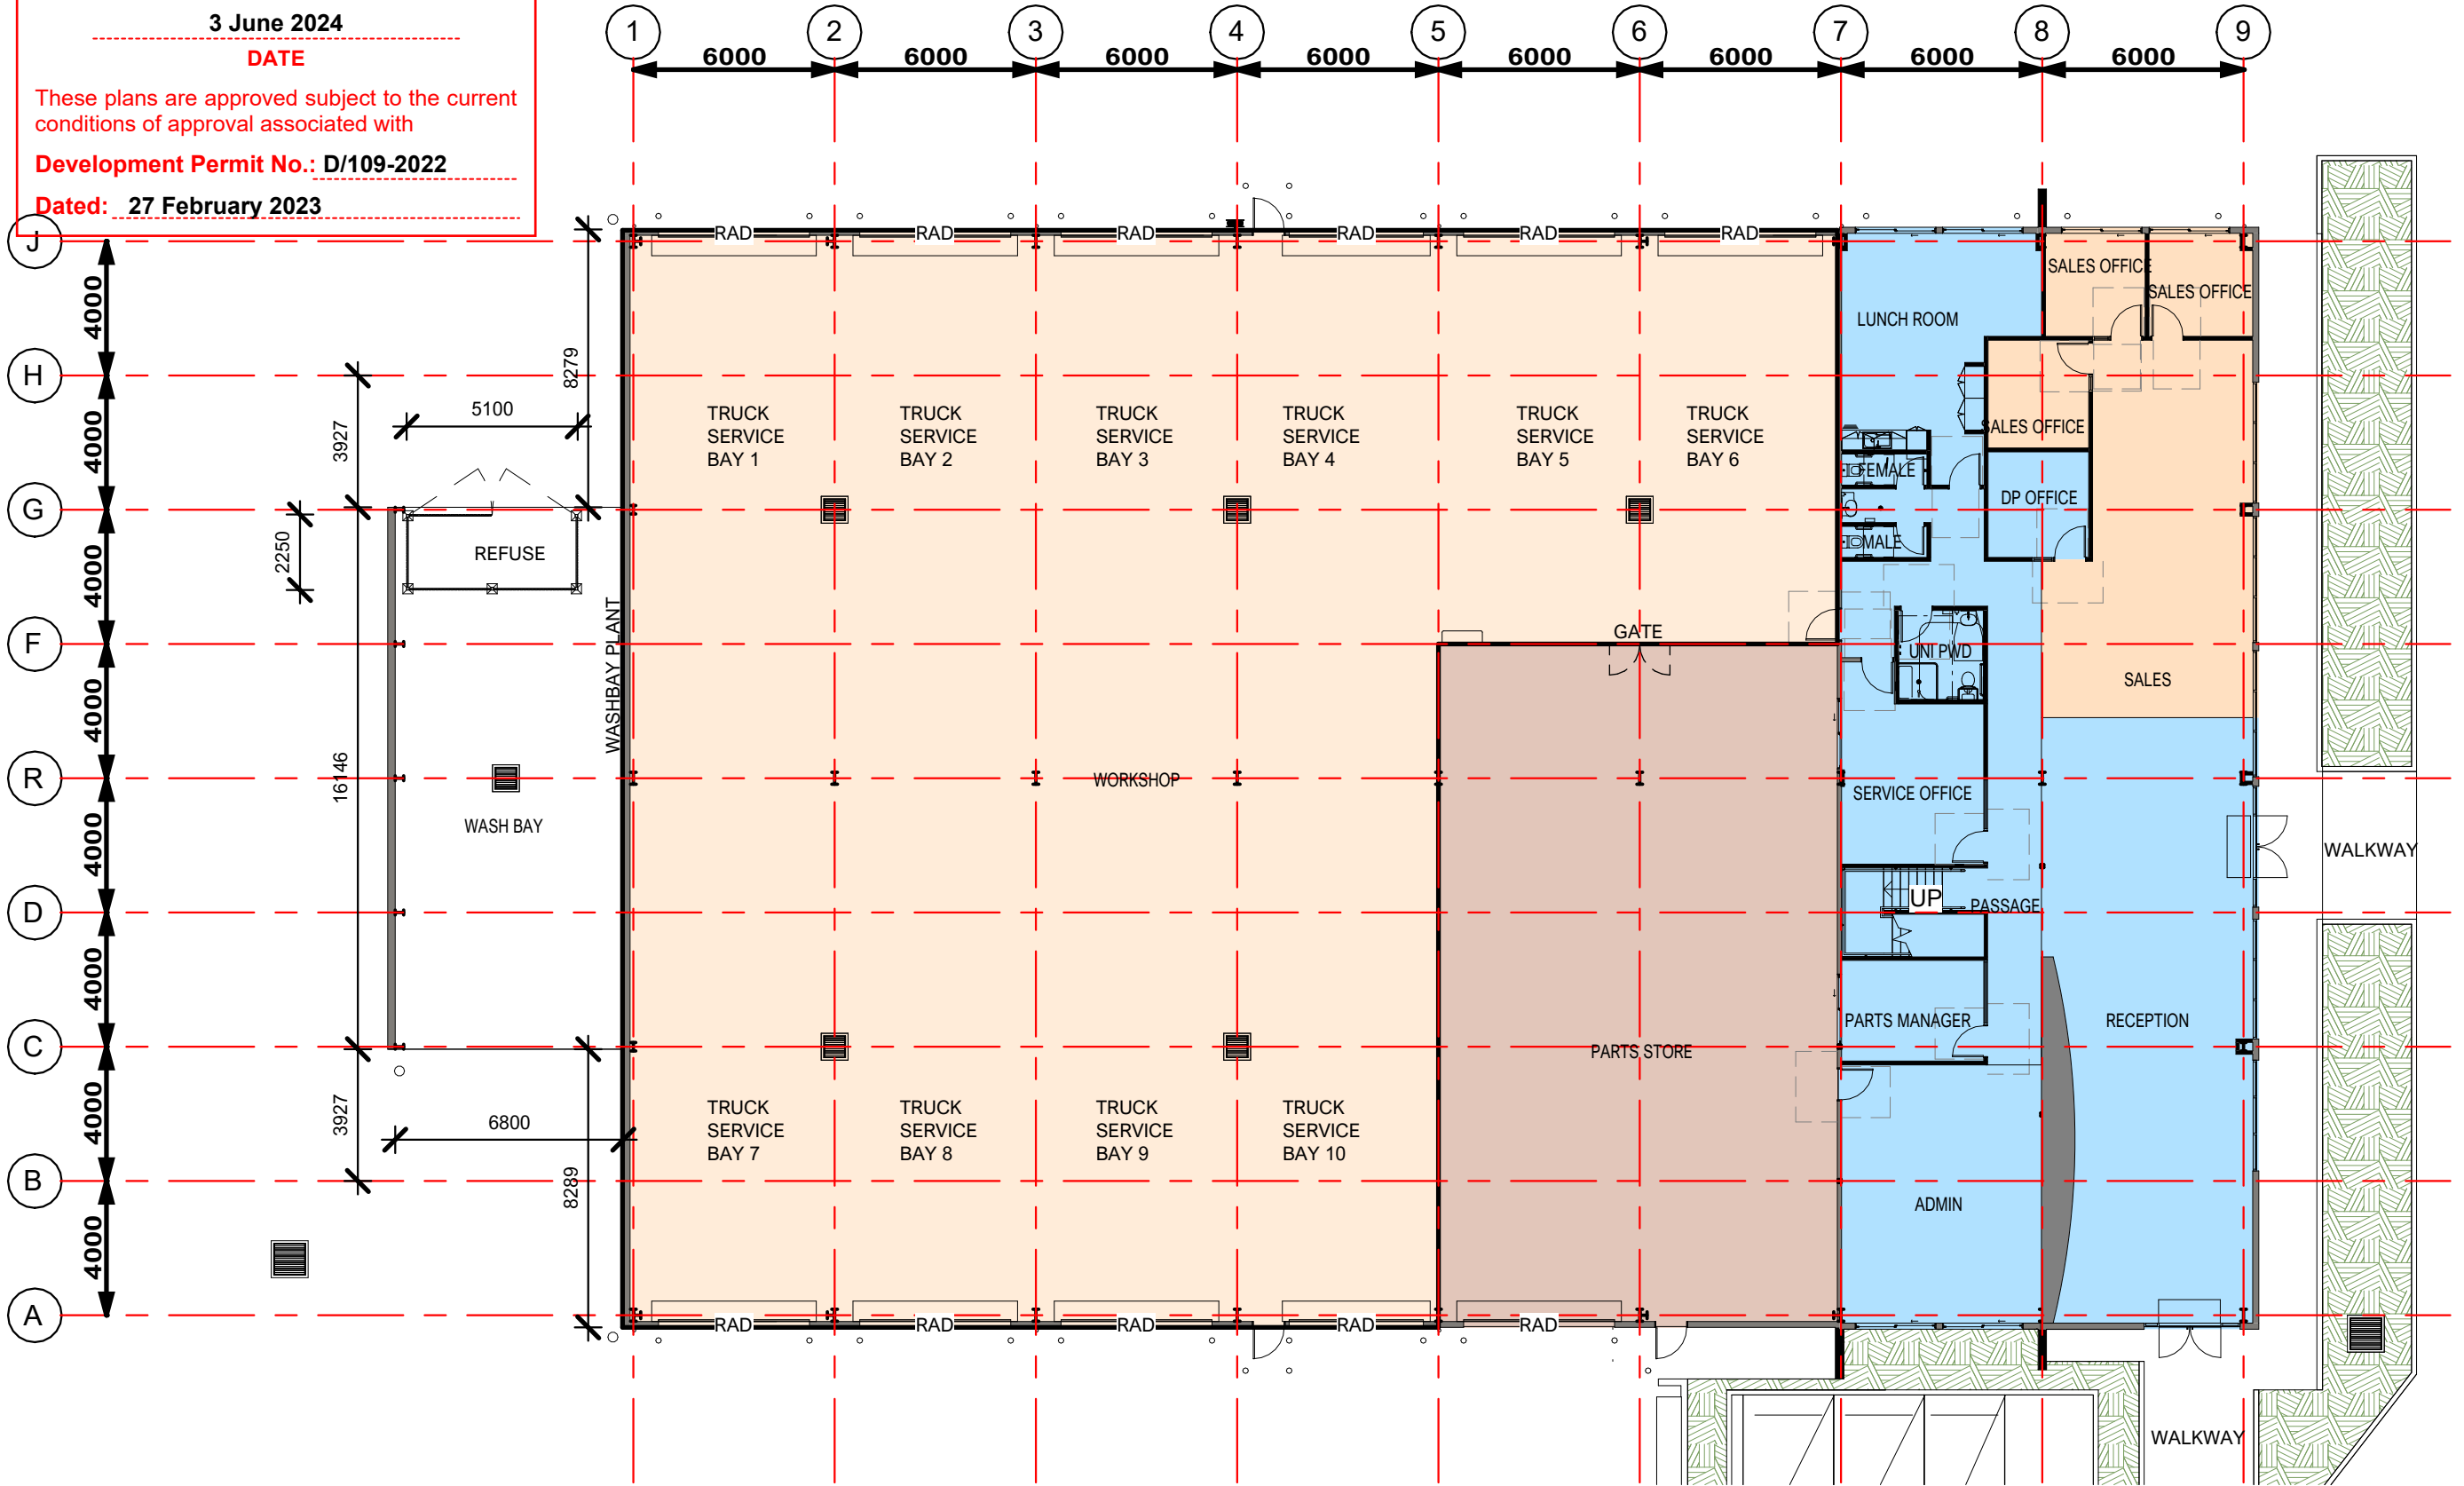 3 June 2024
DATE
These plans are approved subject to the current
conditions of approval associated with
Development Permit No.: D/109-2022
Dated: 27 February 2023
1 2 3 4 5 6 7 8 9
6000 6000 6000 6000 6000 6000 6000 6000
J
H
G
F
R
D
C
B
A
4000
4000
4000
4000
4000
4000
4000
4000
8279
5100
3927
2250
16146
3927
6800
8289
RAD RAD RAD RAD RAD RAD
TRUCK
SERVICE
BAY 1
TRUCK
SERVICE
BAY 2
TRUCK
SERVICE
BAY 3
TRUCK
SERVICE
BAY 4
TRUCK
SERVICE
BAY 5
TRUCK
SERVICE
BAY 6
LUNCH ROOM
SALES OFFICE
SALES OFFICE
SALES OFFICE
FEMALE
DP OFFICE
MALE
REFUSE
WASHBAY PLANT
GATE
UNI PWD
SALES
WORKSHOP
SERVICE OFFICE
WASH BAY
WALKWAY
UP
PASSAGE
PARTS MANAGER
RECEPTION
PARTS STORE
TRUCK
SERVICE
BAY 7
TRUCK
SERVICE
BAY 8
TRUCK
SERVICE
BAY 9
TRUCK
SERVICE
BAY 10
ADMIN
RAD RAD RAD RAD RAD
WALKWAY